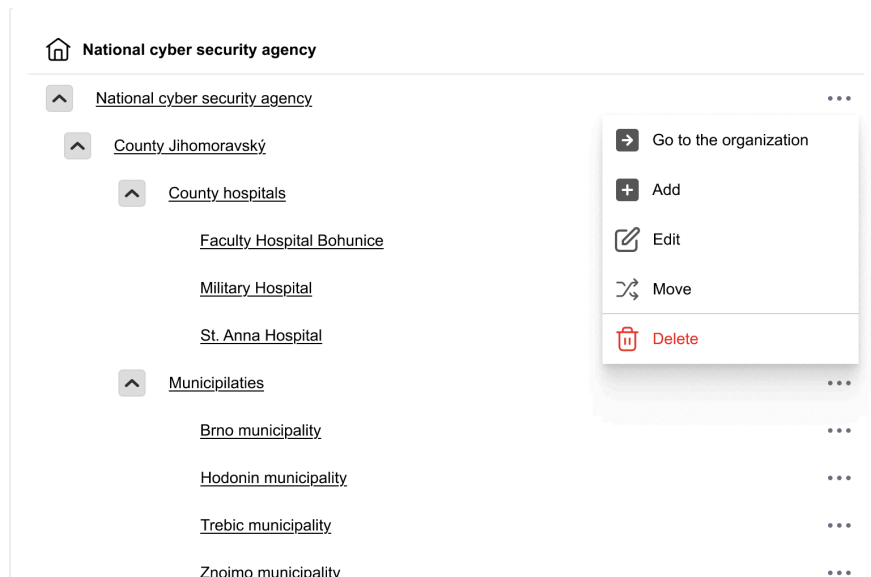 National cyber security agency
National cyber security agency
County Jihomoravský
Go to the organization
County hospitals
Add
Faculty Hospital Bohunice
Edit
Military Hospital
Move
St. Anna Hospital
Delete
Municipilaties
Brno municipality
Hodonin municipality
Trebic municipality
Znojmo municipality